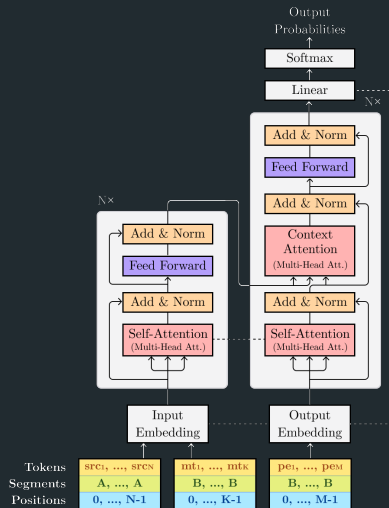 Output
Probabilities
Softmax
Linear
N×
Add & Norm
Feed Forward
Add & Norm
Context
Attention
(Multi-Head Att.)
Add & Norm
Self-Attention
(Multi-Head Att.)
N×
Add & Norm
Feed Forward
Add & Norm
Self-Attention
(Multi-Head Att.)
Input
Embedding
Output
Embedding
Tokens src₁, ..., srcN mt₁, ..., mtK pe₁, ..., peM
Segments A, ..., A B, ..., B B, ..., B
Positions 0, ..., N-1 0, ..., K-1 0, ..., M-1